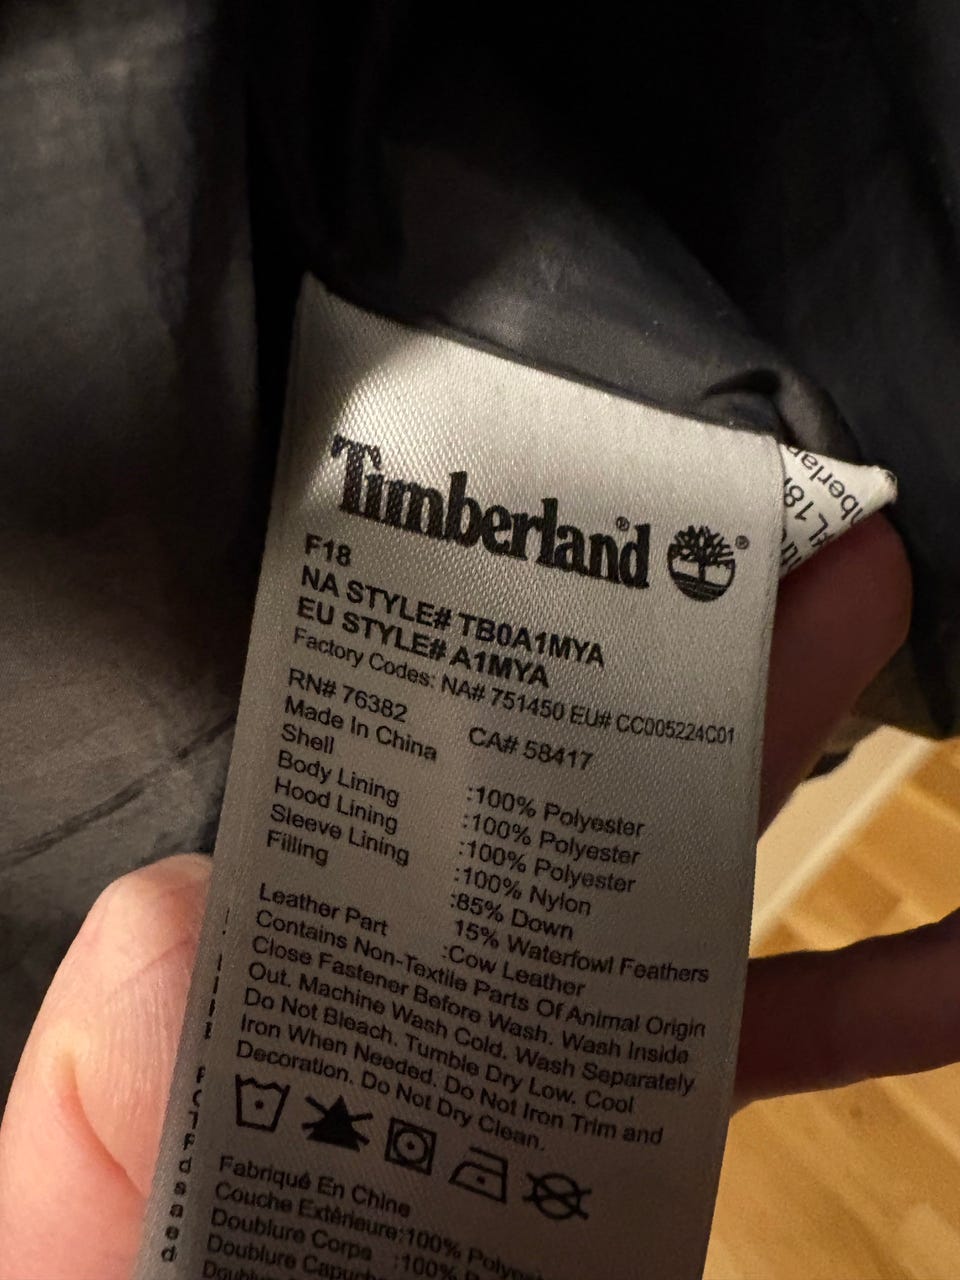 Timberland®
®
F18
NA STYLE# TB0A1MYA
EU STYLE# A1MYA
Factory Codes: NA# 751450 EU# CC005224C01
RN# 76382 CA# 58417
Made In China
Shell :100% Polyester
Body Lining :100% Polyester
Hood Lining :100% Polyester
Sleeve Lining :100% Nylon
Filling :85% Down
15% Waterfowl Feathers
Leather Part :Cow Leather
Contains Non-Textile Parts Of Animal Origin
Close Fastener Before Wash. Wash Inside
Out. Machine Wash Cold. Wash Separately
Do Not Bleach. Tumble Dry Low. Cool
Iron When Needed. Do Not Iron Trim and
Decoration. Do Not Dry Clean.
Fabriqué En Chine
Couche Extérieure:100%
Doublure Corps :100%
Doublure